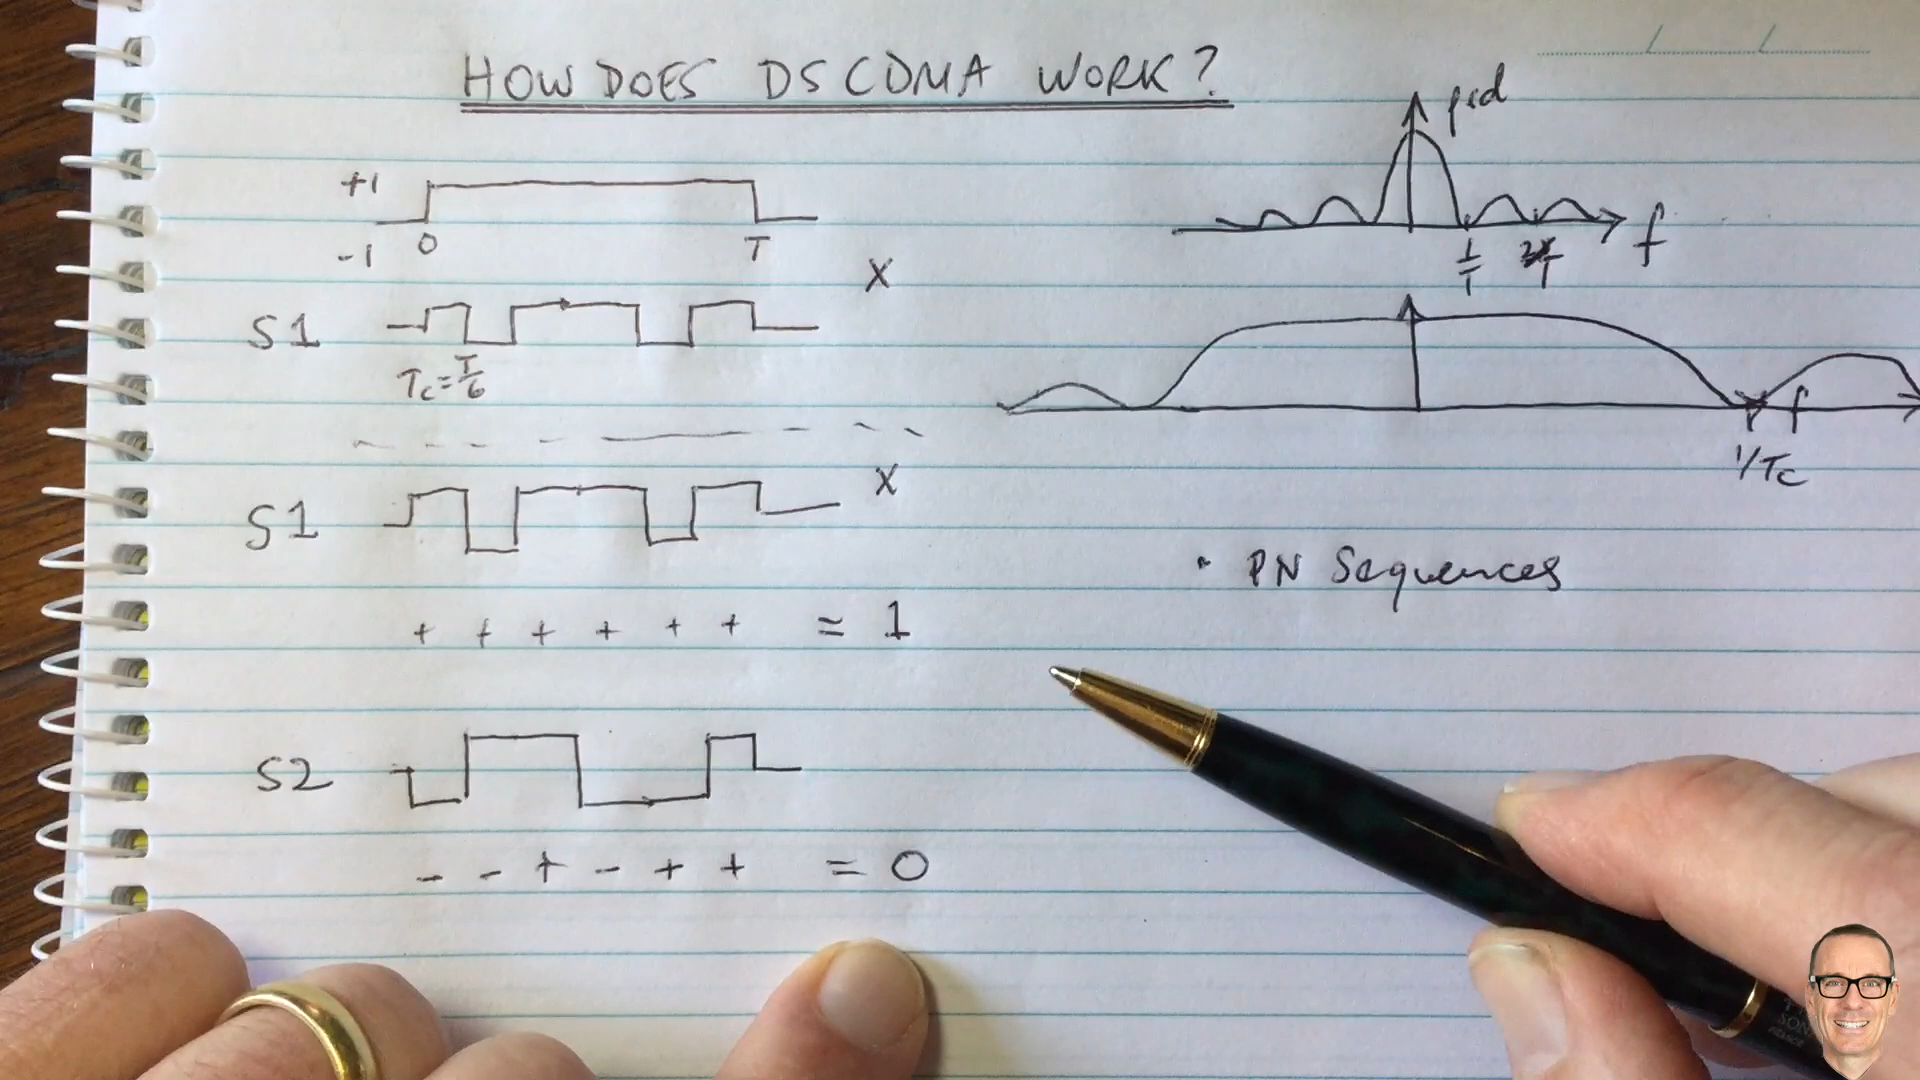 HOW DOES DS CDMA WORK?
psd
+1
-1 0 T
X
f
1/T
S1
Tc = T/6
f
1/Tc
X
S1
• PN Sequences
+ + + + + + = 1
S2
- - + - + + = 0